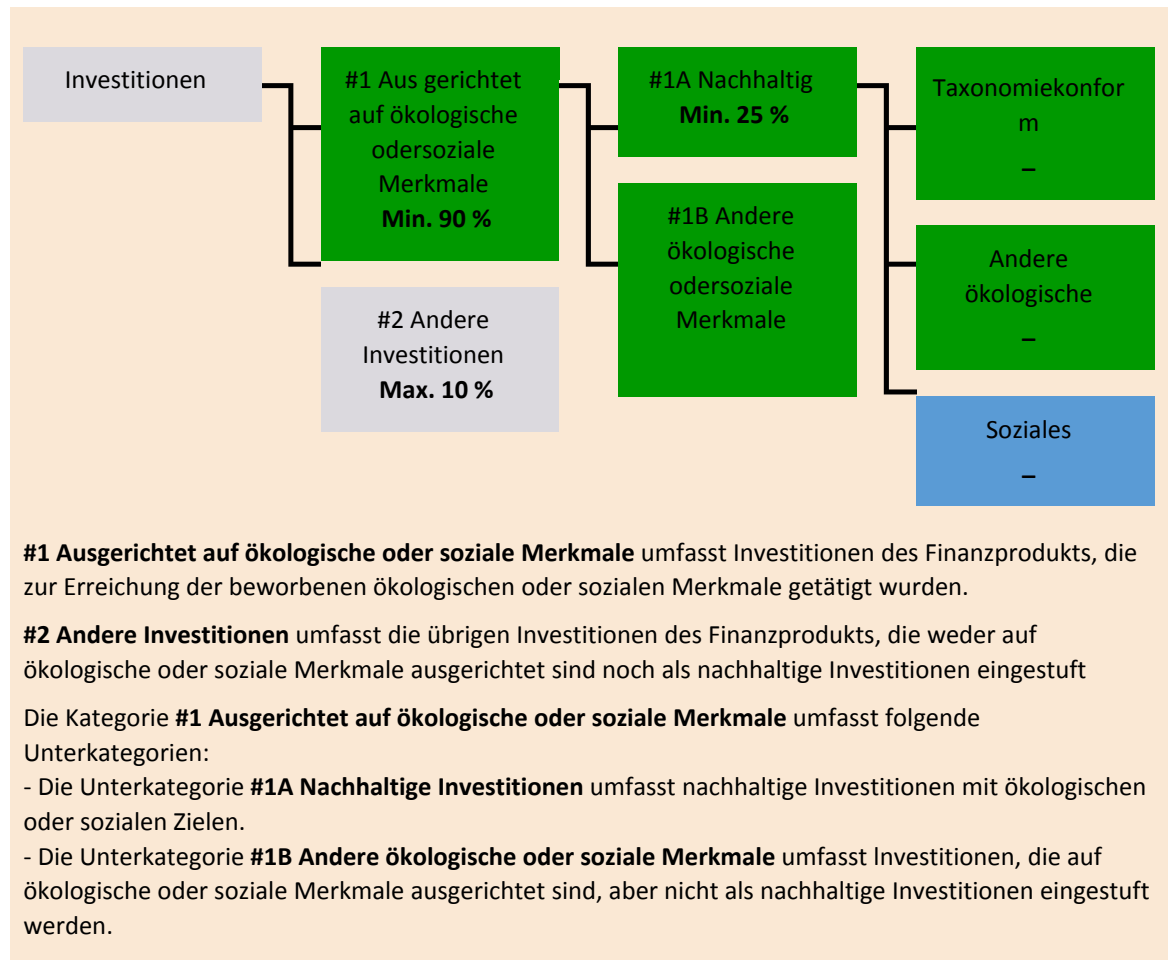 Investitionen
#1 Aus gerichtet
auf ökologische
odersoziale
Merkmale
Min. 90 %
#2 Andere
Investitionen
Max. 10 %
#1A Nachhaltig
Min. 25 %
#1B Andere
ökologische
odersoziale
Merkmale
Taxonomiekonfor
m
–
Andere
ökologische
–
Soziales
–
#1 Ausgerichtet auf ökologische oder soziale Merkmale umfasst Investitionen des Finanzprodukts, die
zur Erreichung der beworbenen ökologischen oder sozialen Merkmale getätigt wurden.
#2 Andere Investitionen umfasst die übrigen Investitionen des Finanzprodukts, die weder auf
ökologische oder soziale Merkmale ausgerichtet sind noch als nachhaltige Investitionen eingestuft
Die Kategorie #1 Ausgerichtet auf ökologische oder soziale Merkmale umfasst folgende
Unterkategorien:
- Die Unterkategorie #1A Nachhaltige Investitionen umfasst nachhaltige Investitionen mit ökologischen
oder sozialen Zielen.
- Die Unterkategorie #1B Andere ökologische oder soziale Merkmale umfasst lnvestitionen, die auf
ökologische oder soziale Merkmale ausgerichtet sind, aber nicht als nachhaltige Investitionen eingestuft
werden.